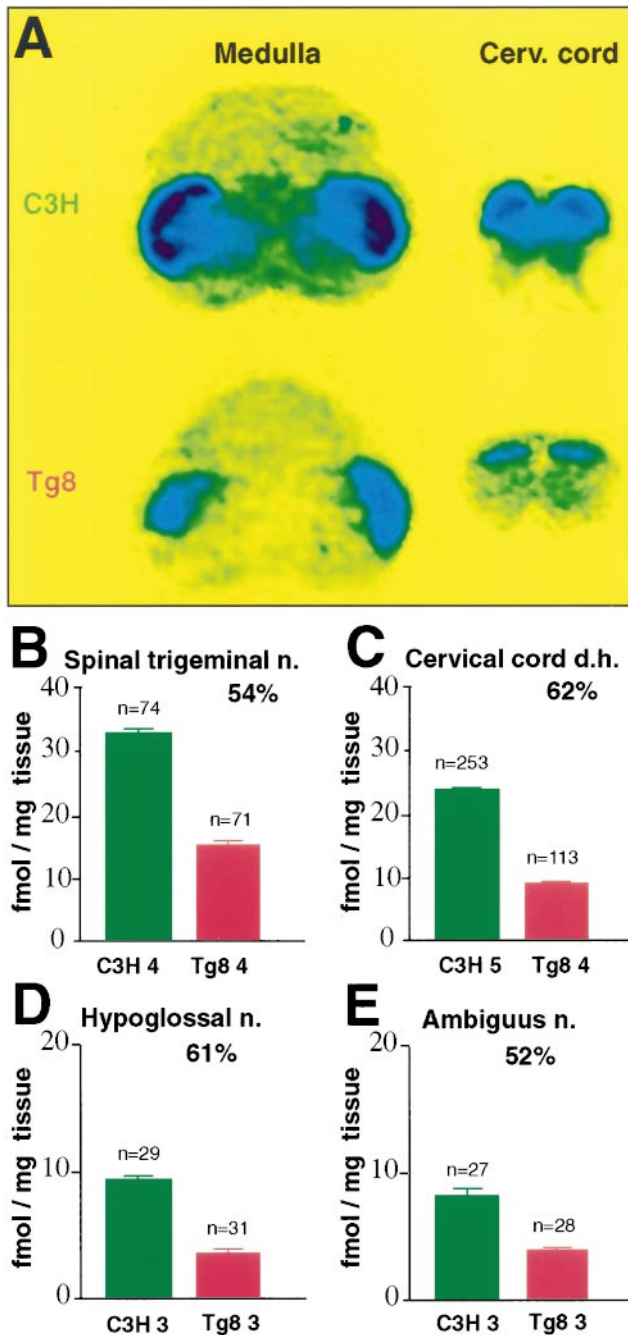 A
Medulla Cerv. cord
C3H
Tg8
B Spinal trigeminal n.
54%
fmol / mg tissue
40
30
20
10
0
n=74
n=71
C3H 4 Tg8 4
C Cervical cord d.h.
62%
fmol / mg tissue
40
30
20
10
0
n=253
n=113
C3H 5 Tg8 4
D Hypoglossal n.
61%
fmol / mg tissue
20
10
0
n=29
n=31
C3H 3 Tg8 3
E Ambiguus n.
52%
fmol / mg tissue
20
10
0
n=27
n=28
C3H 3 Tg8 3